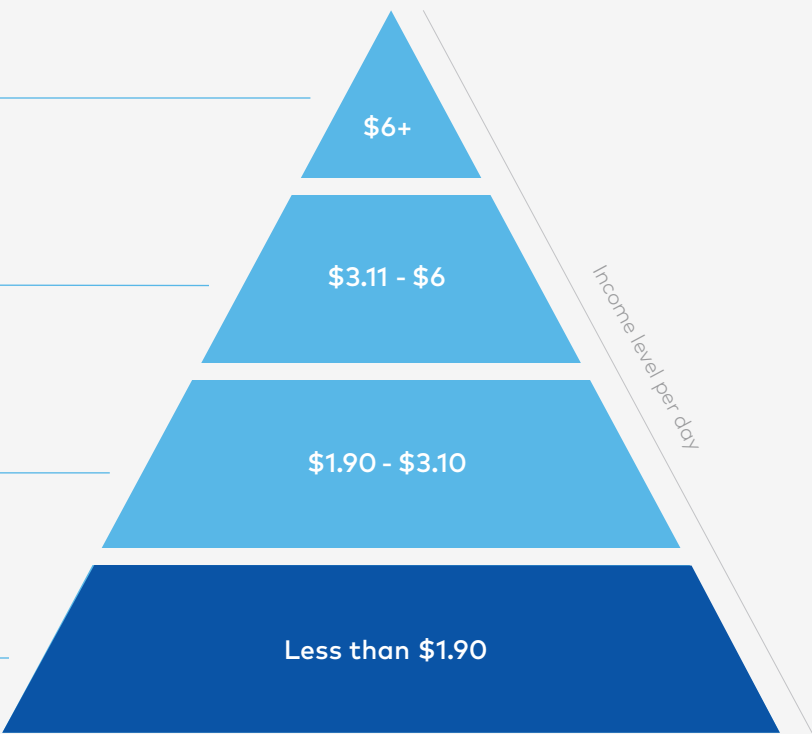 $6+
$3.11 - $6
Income level per day
$1.90 - $3.10
Less than $1.90